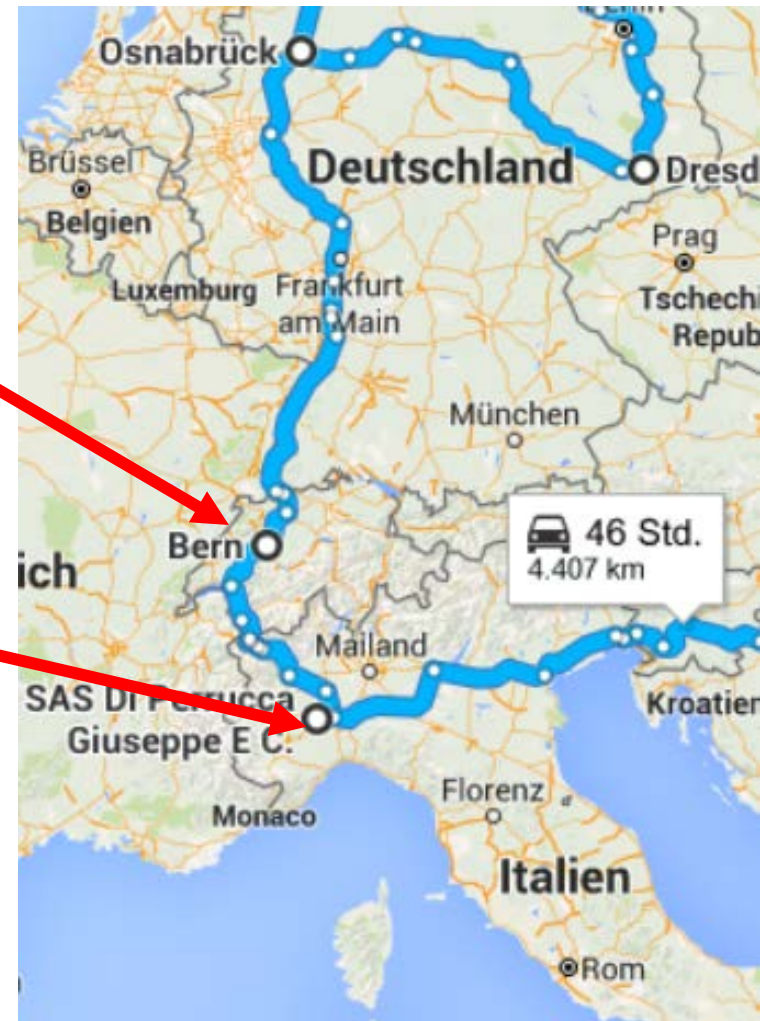 Osnabrück
Brüssel
Deutschland
Dresd
Belgien
Prag
Luxemburg
Frankfurt
am Main
Tschechi
Repub
München
Bern
46 Std.
4.407 km
ich
Mailand
SAS Di Perrucca
Giuseppe E C.
Kroatien
Monaco
Florenz
Italien
Rom